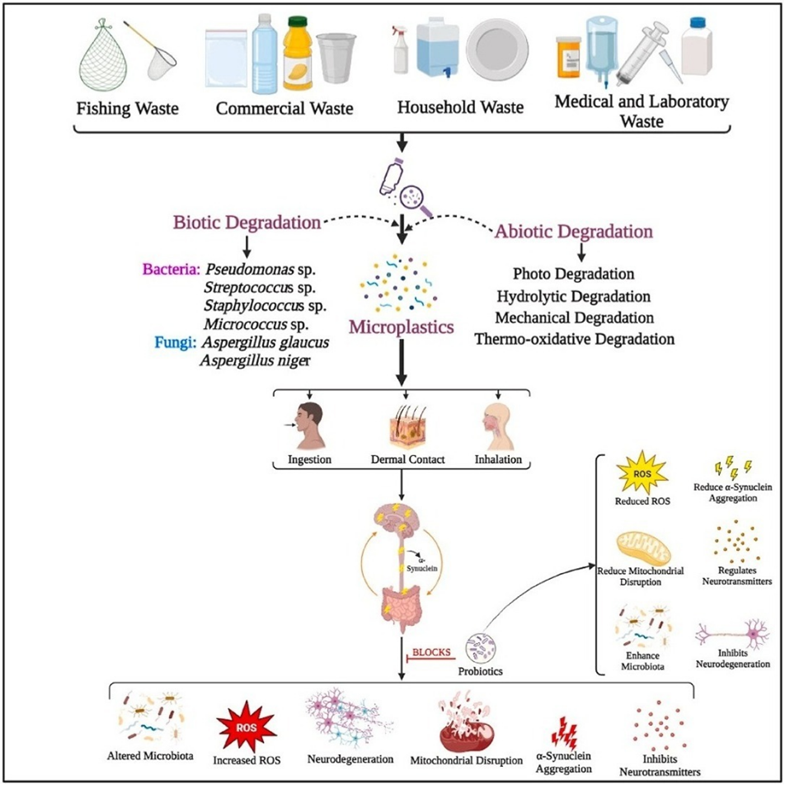 Fishing Waste
Commercial Waste
Household Waste
Medical and Laboratory
Waste
Biotic Degradation
Abiotic Degradation
Bacteria: Pseudomonas sp.
Streptococcus sp.
Staphylococcus sp.
Micrococcus sp.
Fungi: Aspergillus glaucus
Aspergillus niger
Photo Degradation
Hydrolytic Degradation
Mechanical Degradation
Thermo-oxidative Degradation
Microplastics
Ingestion
Dermal Contact
Inhalation
α-
Synuclein
BLOCKS
Probiotics
ROS
Reduced ROS
Reduce α-Synuclein
Aggregation
Reduce Mitochondrial
Disruption
Regulates
Neurotransmitters
Enhance
Microbiota
Inhibits
Neurodegeneration
Altered Microbiota
ROS
Increased ROS
Neurodegeneration
Mitochondrial Disruption
α-Synuclein
Aggregation
Inhibits
Neurotransmitters